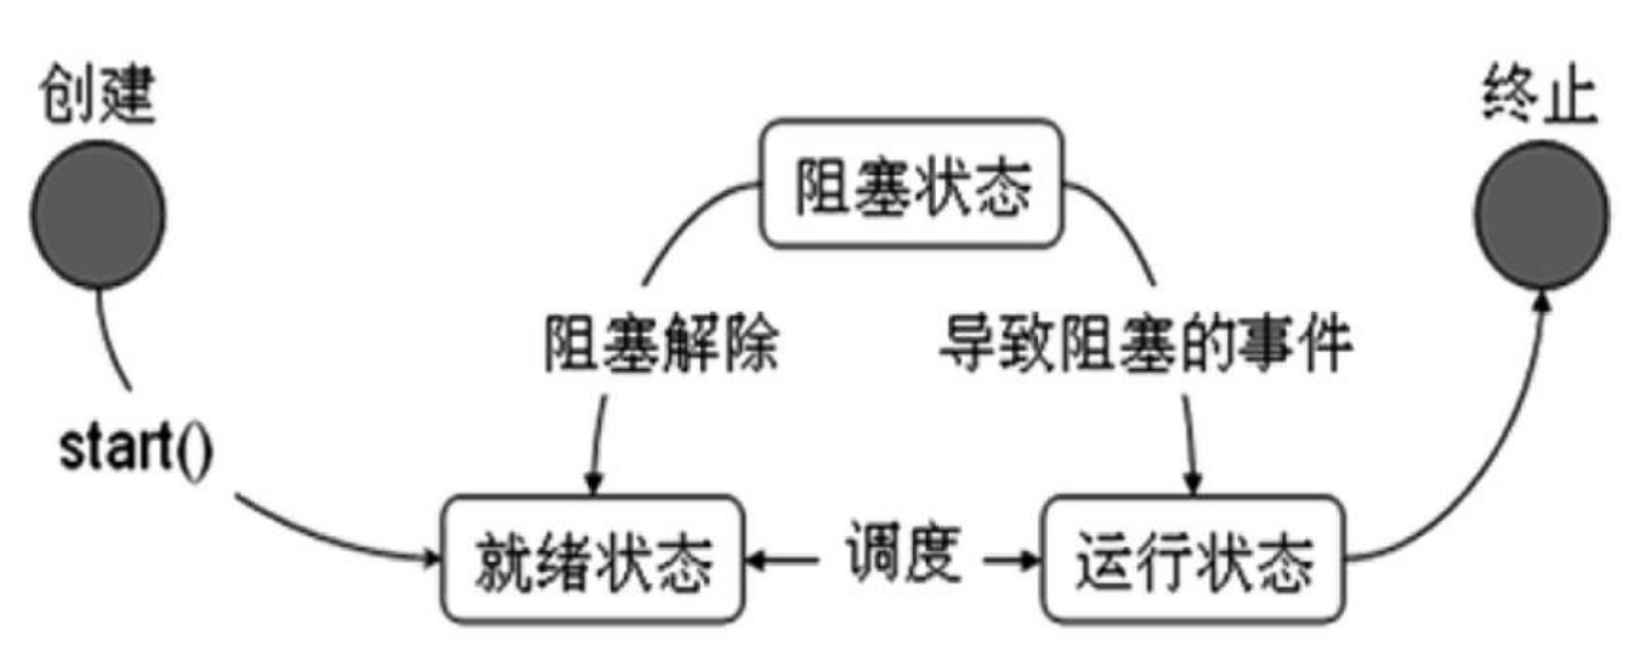 创建
终止
阻塞状态
阻塞解除
导致阻塞的事件
start()
就绪状态
调度
运行状态